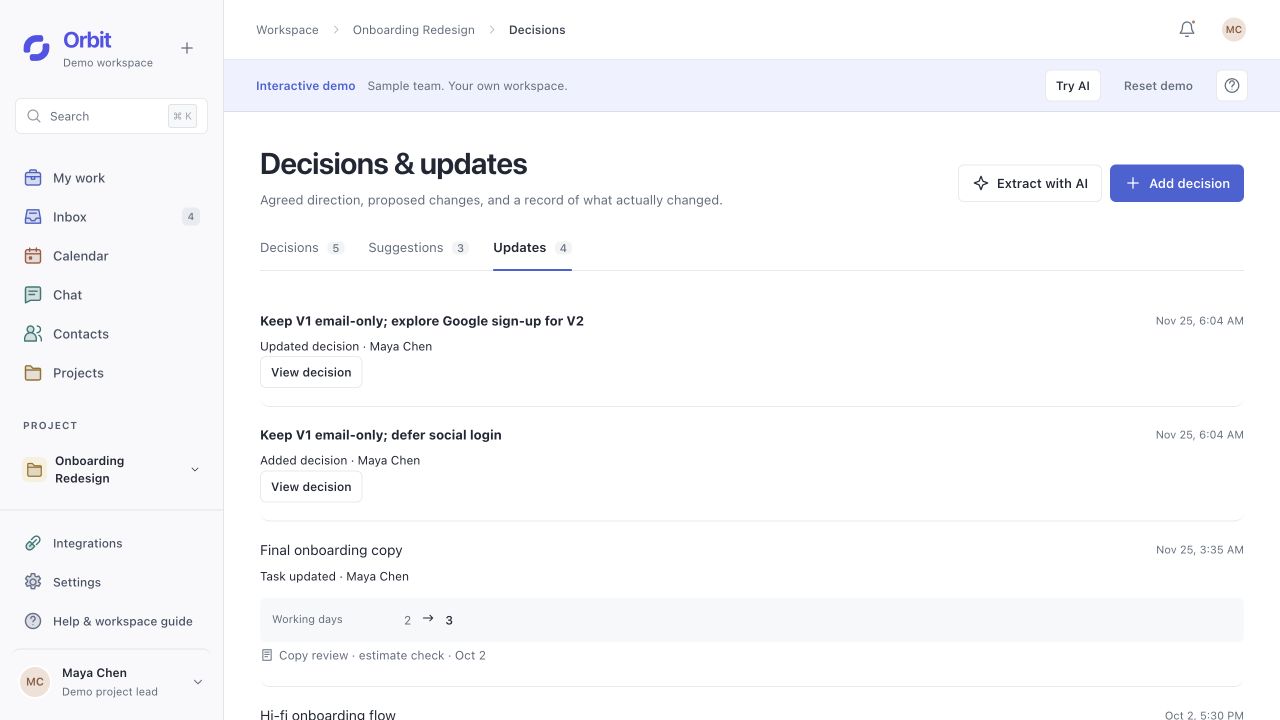 Orbit
Demo workspace
Search
⌘ K
My work
Inbox
4
Calendar
Chat
Contacts
Projects
PROJECT
Onboarding
Redesign
Integrations
Settings
Help & workspace guide
MC
Maya Chen
Demo project lead
Workspace
Onboarding Redesign
Decisions
MC
Interactive demo
Sample team. Your own workspace.
Try AI
Reset demo
Decisions & updates
Agreed direction, proposed changes, and a record of what actually changed.
Extract with AI
Add decision
Decisions 5
Suggestions 3
Updates 4
Keep V1 email-only; explore Google sign-up for V2
Nov 25, 6:04 AM
Updated decision · Maya Chen
View decision
Keep V1 email-only; defer social login
Nov 25, 6:04 AM
Added decision · Maya Chen
View decision
Final onboarding copy
Nov 25, 3:35 AM
Task updated · Maya Chen
Working days 2 → 3
Copy review · estimate check · Oct 2
Hi-fi onboarding flow
Oct 2, 5:30 PM